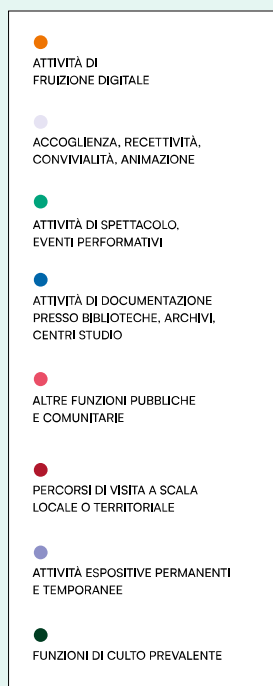 ATTIVITÀ DI
FRUIZIONE DIGITALE
ACCOGLIENZA, RECETTIVITÀ,
CONVIVIALITÀ, ANIMAZIONE
ATTIVITÀ DI SPETTACOLO,
EVENTI PERFORMATIVI
ATTIVITÀ DI DOCUMENTAZIONE
PRESSO BIBLIOTECHE, ARCHIVI,
CENTRI STUDIO
ALTRE FUNZIONI PUBBLICHE
E COMUNITARIE
PERCORSI DI VISITA A SCALA
LOCALE O TERRITORIALE
ATTIVITÀ ESPOSITIVE PERMANENTI
E TEMPORANEE
FUNZIONI DI CULTO PREVALENTE